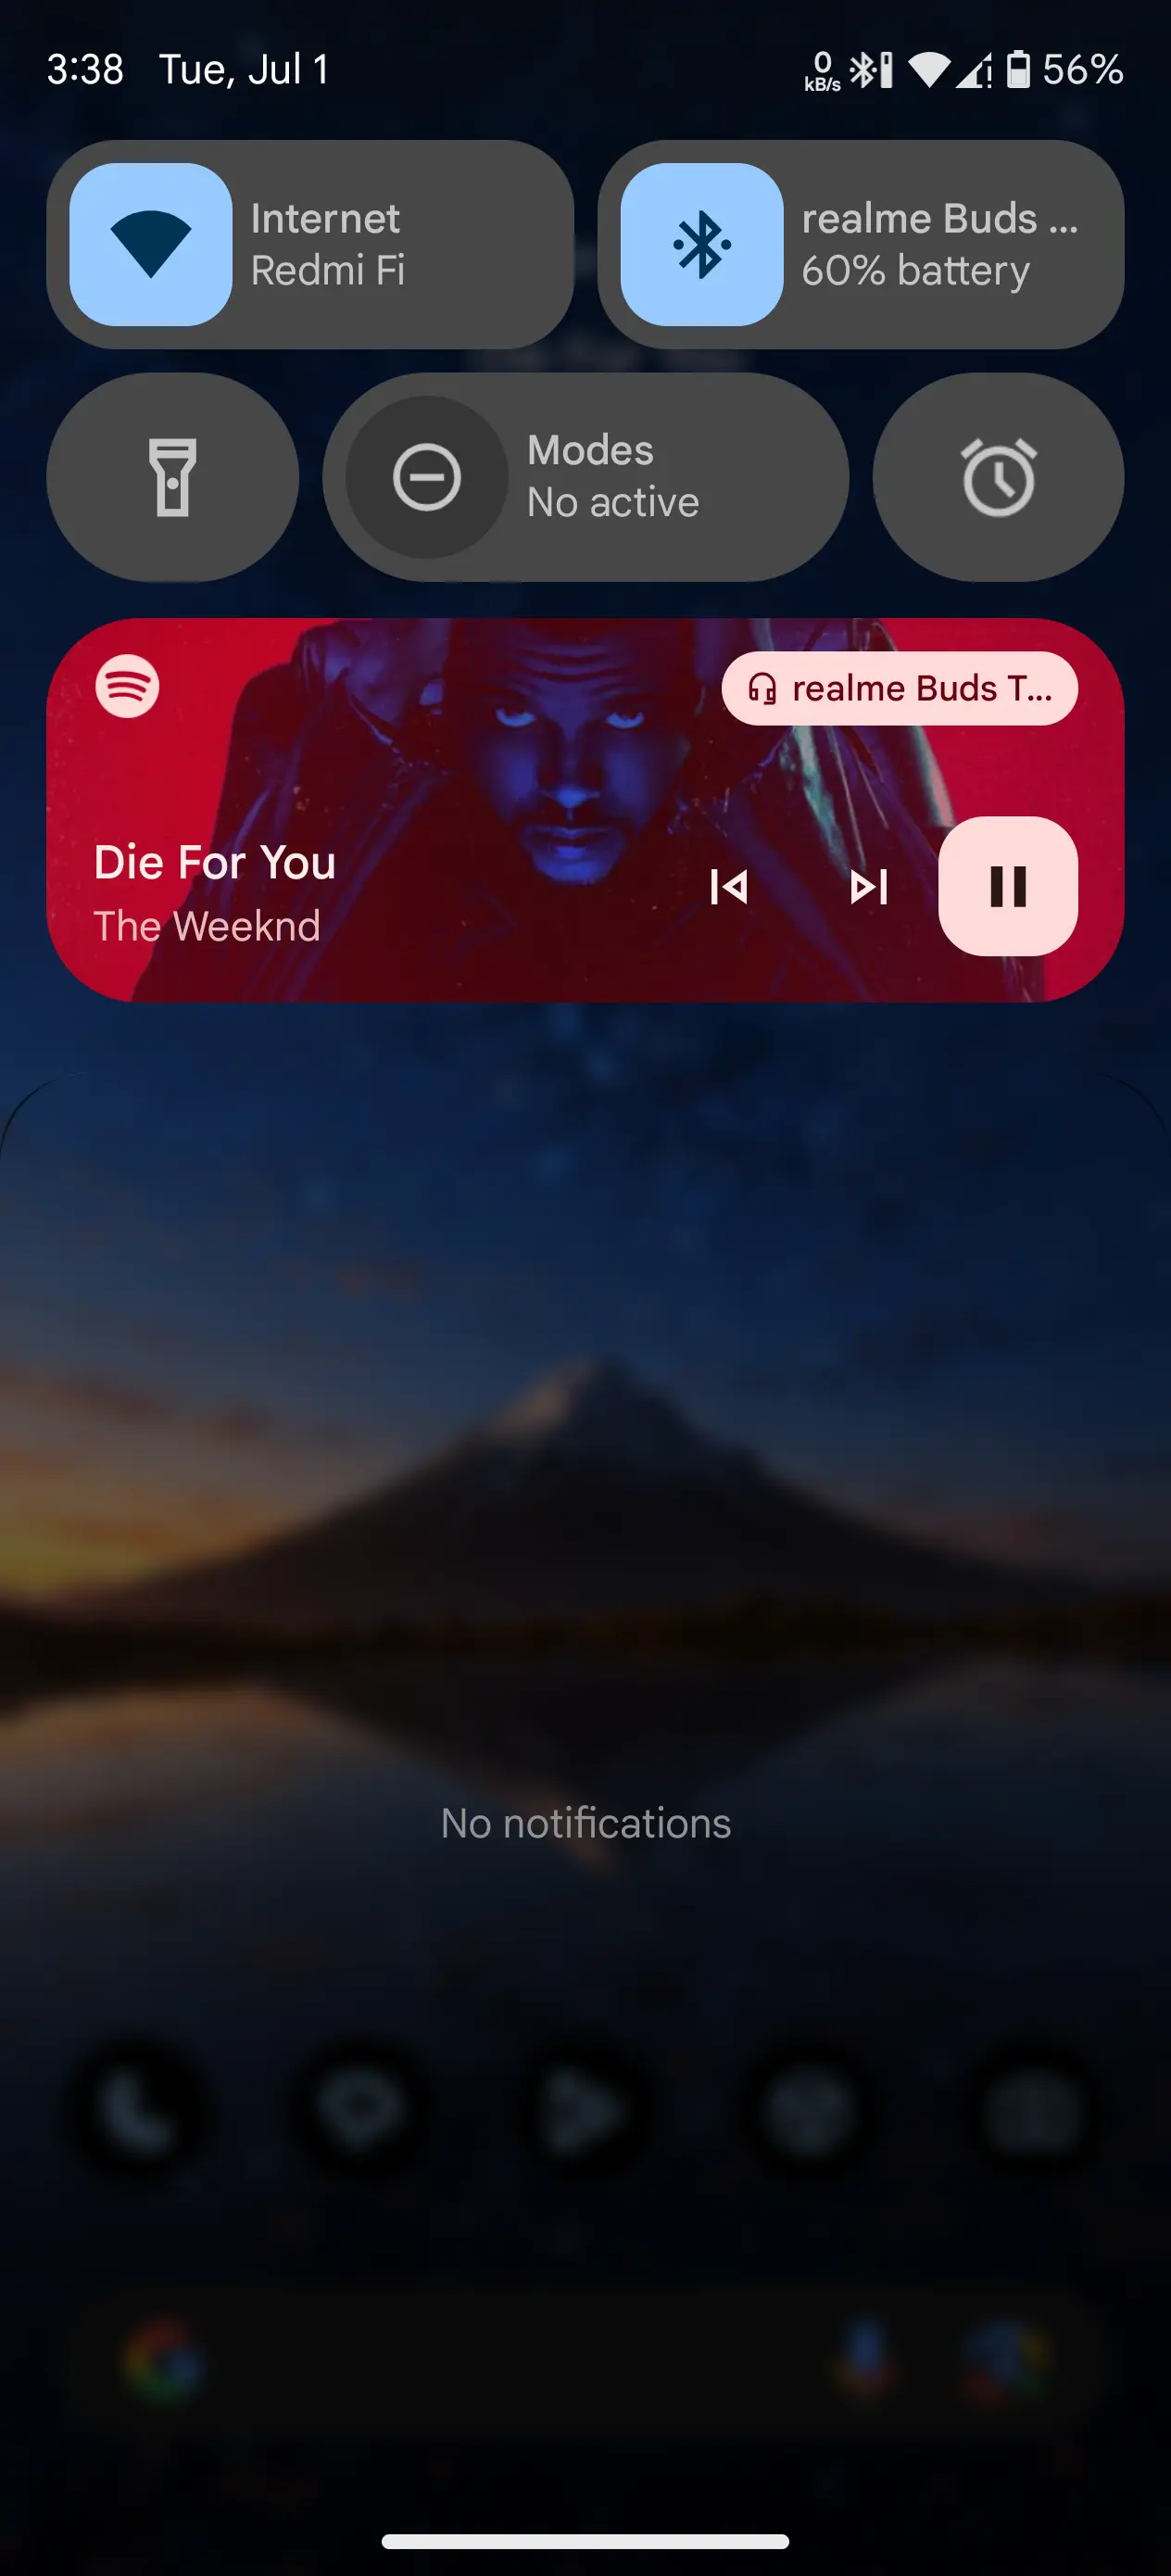 3:38 Tue, Jul 1
0 kB/s 56%
Internet
Redmi Fi
realme Buds ...
60% battery
Modes
No active
realme Buds T...
Die For You
The Weeknd
No notifications